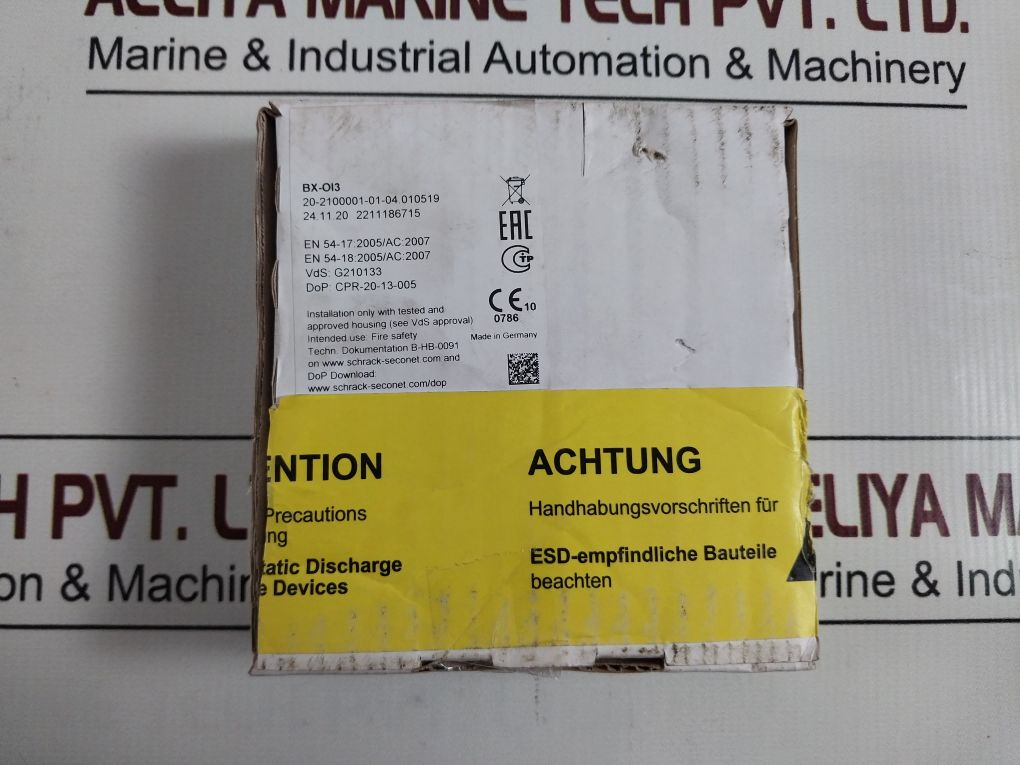 MARINE TECH PVT. LTD.
Marine & Industrial Automation & Machinery
BX-OI3
20-2100001-01-04.010519
24.11.20 2211186715
EN 54-17:2005/AC:2007
EN 54-18:2005/AC:2007
VdS: G210133
DoP: CPR-20-13-005
Installation only with tested and
approved housing (see VdS approval)
Intended use: Fire safety
Techn. Dokumentation B-HB-0091
on www.schrack-seconet.com and
DoP Download:
www.schrack-seconet.com/dop
EAC
CE 10
0786
Made in Germany
ENTION
Precautions
ng
tatic Discharge
e Devices
ACHTUNG
Handhabungsvorschriften für
ESD-empfindliche Bauteile
beachten
H PVT. L
ELIYA M
on & Machin
rine & Ind